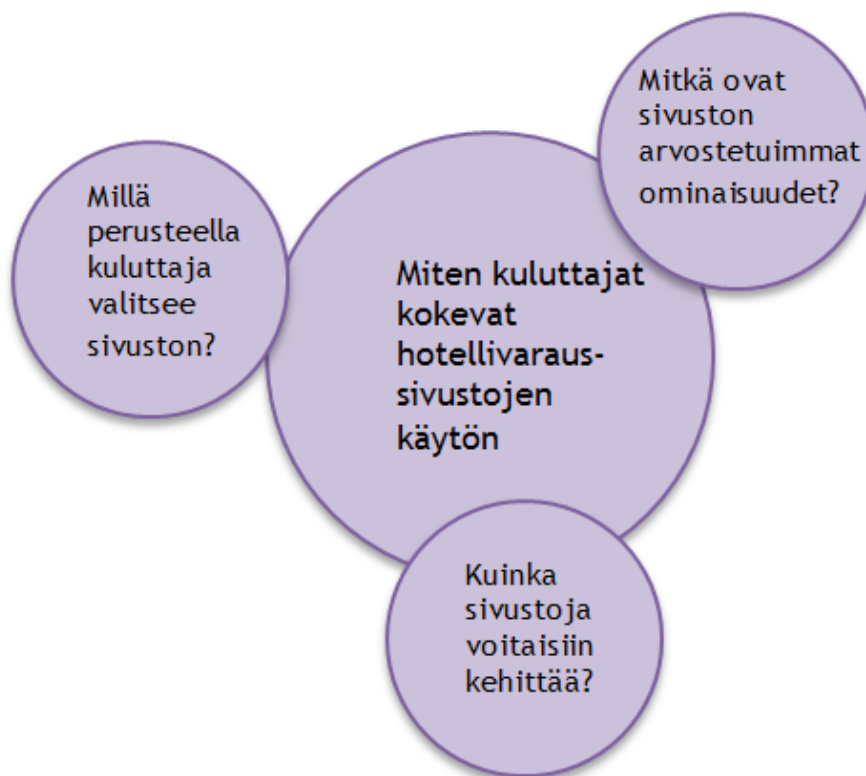 Mitkä ovat
sivuston
arvostetuimmat
ominaisuudet?
Millä
perusteella
kuluttaja
valitsee
sivuston?
Miten kuluttajat
kokevat
hotellivaraus-
sivustojen
käytön
Kuinka
sivustoja
voitaisiin
kehittää?